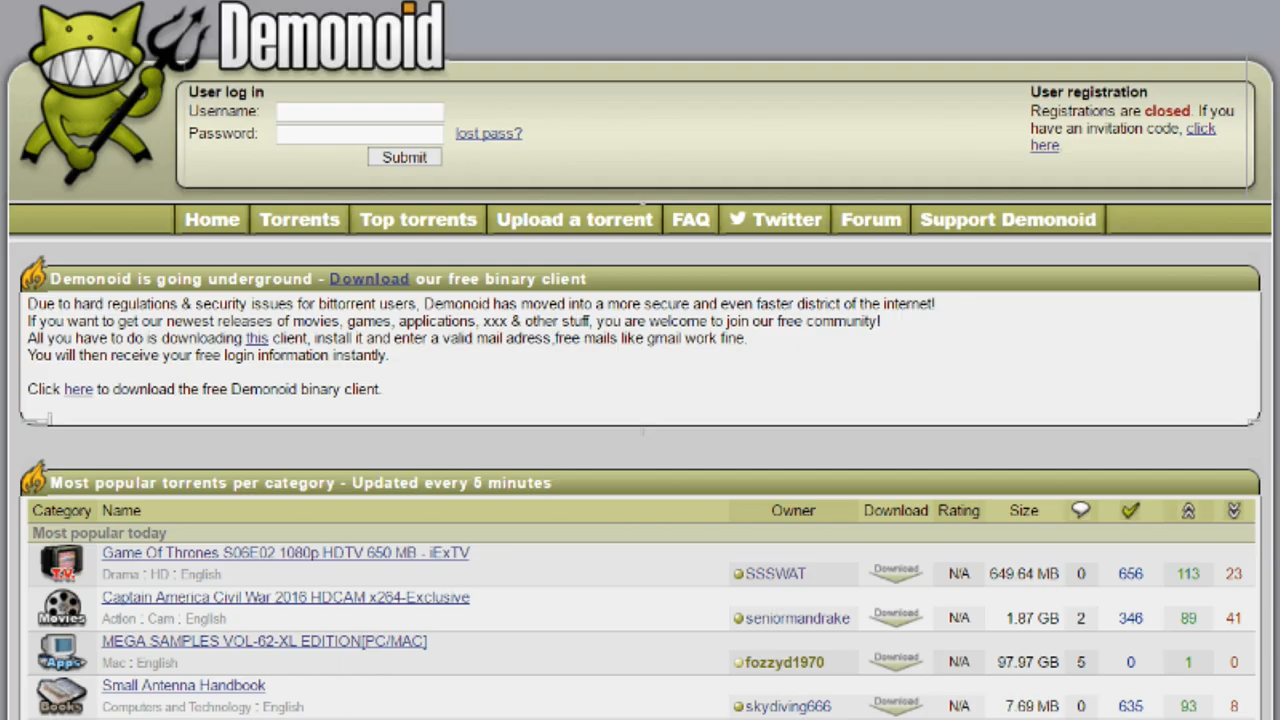 Demonoid
User log in
Username:
Password:
lost pass?
Submit
User registration
Registrations are closed. If you
have an invitation code, click
here.
Home Torrents Top torrents Upload a torrent FAQ Twitter Forum Support Demonoid
Demonoid is going underground - Download our free binary client
Due to hard regulations & security issues for bittorrent users, Demonoid has moved into a more secure and even faster district of the internet!
If you want to get our newest releases of movies, games, applications, xxx & other stuff, you are welcome to join our free community!
All you have to do is downloading this client, install it and enter a valid mail adress,free mails like gmail work fine.
You will then receive your free login information instantly.
Click here to download the free Demonoid binary client.
Most popular torrents per category - Updated every 5 minutes
Category Name Owner Download Rating Size
Most popular today
T.V. Game Of Thrones S06E02 1080p HDTV 650 MB - iExTV
Drama : HD : English SSSWAT Download N/A 649.64 MB 0 656 113 23
Movies Captain America Civil War 2016 HDCAM x264-Exclusive
Action : Cam : English seniormandrake Download N/A 1.87 GB 2 346 89 41
Apps MEGA SAMPLES VOL-62-XL EDITION[PC/MAC]
Mac : English fozzyd1970 Download N/A 97.97 GB 5 0 1 0
Books Small Antenna Handbook
Computers and Technology : English skydiving666 Download N/A 7.69 MB 0 635 93 8